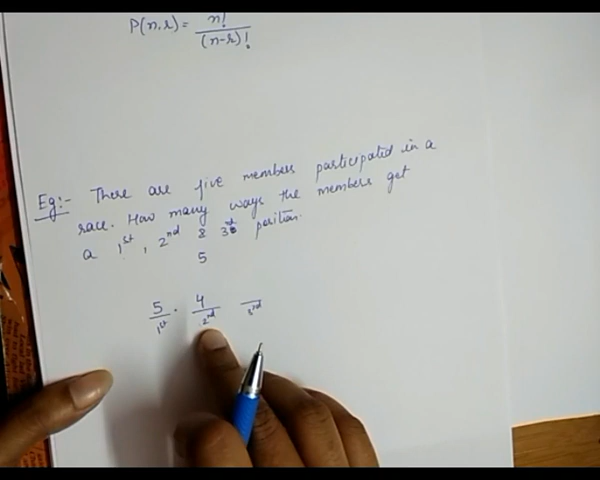 P(n,r) = n! / (n-r)!
Eg:- There are five members participated in a
race. How many ways the members get
a 1st, 2nd & 3rd position.
5
5 . 4
1st 2nd 3rd